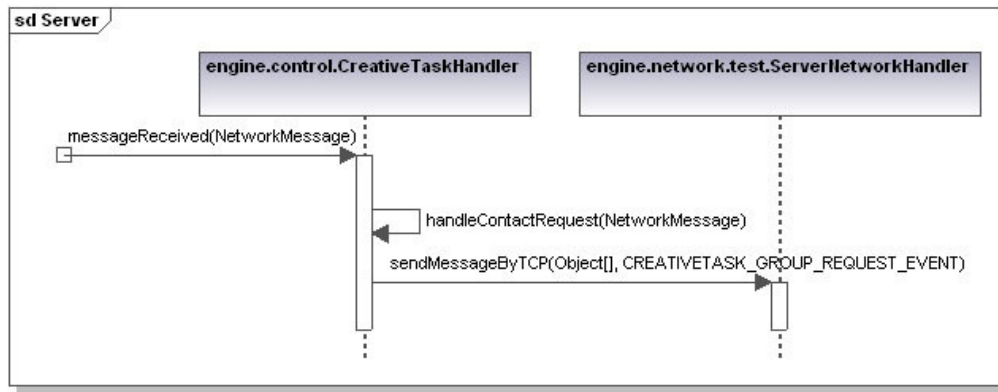 sd Server
engine.control.CreativeTaskHandler
engine.network.test.ServerNetworkHandler
messageReceived(NetworkMessage)
handleContactRequest(NetworkMessage)
sendMessageByTCP(Object[], CREATIVETASK_GROUP_REQUEST_EVENT)